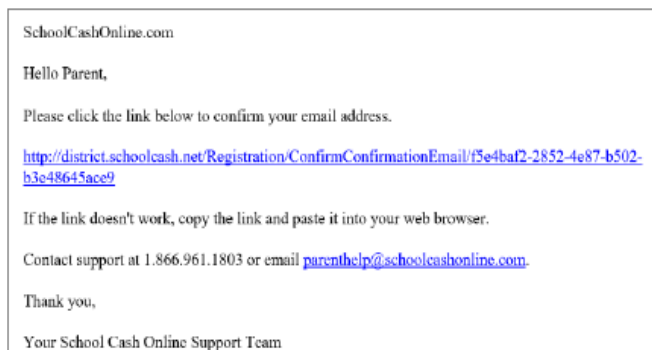 SchoolCashOnline.com
Hello Parent,
Please click the link below to confirm your email address.
http://district.schoolcash.net/Registration/ConfirmConfirmationEmail/f5e4baf2-2852-4e87-b502-
b3e48645ace9
If the link doesn't work, copy the link and paste it into your web browser.
Contact support at 1.866.961.1803 or email parenthelp@schoolcashonline.com.
Thank you,
Your School Cash Online Support Team